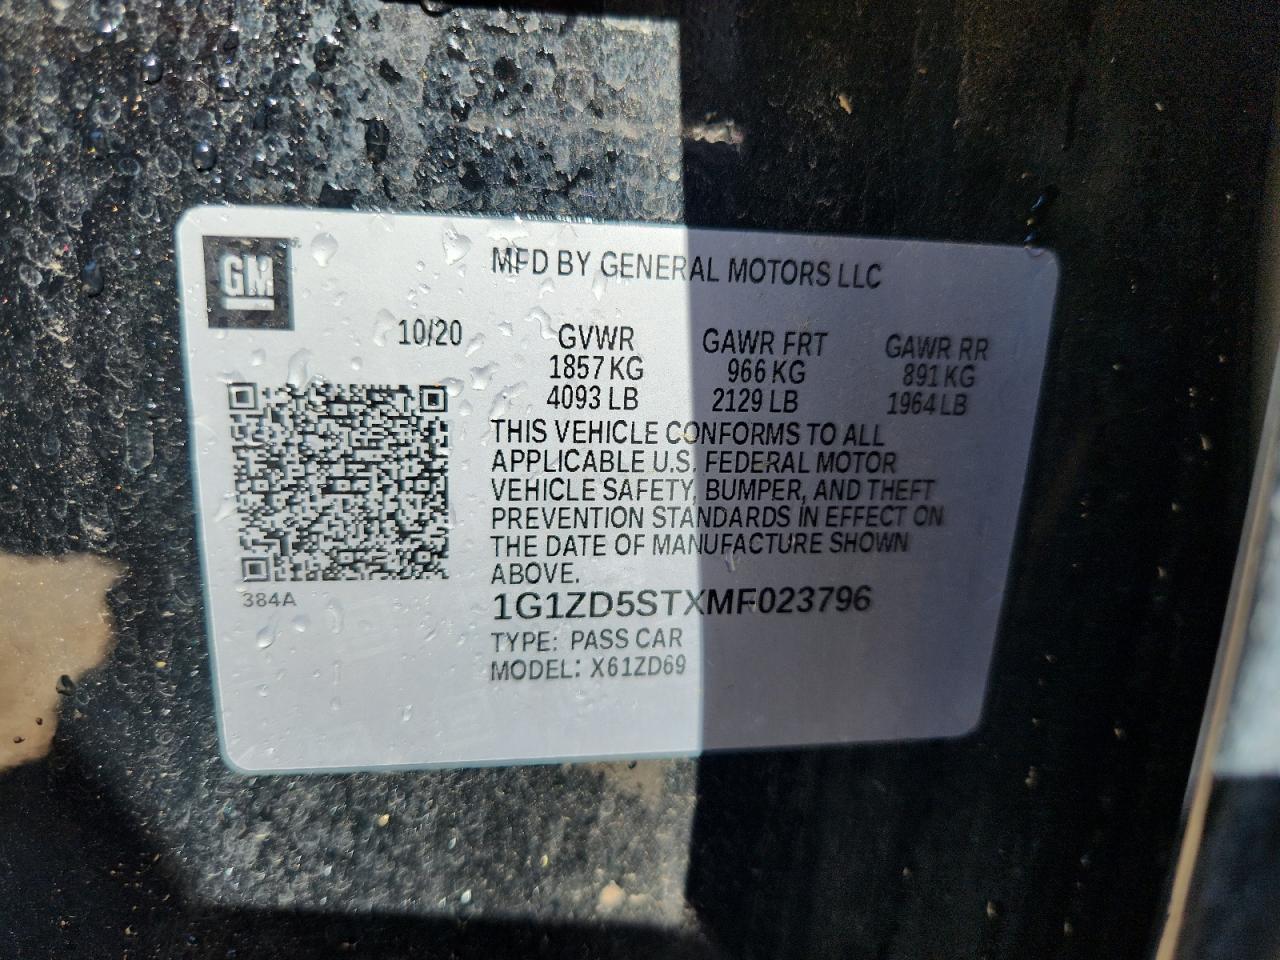 GM
MFD BY GENERAL MOTORS LLC
10/20 GVWR GAWR FRT GAWR RR
1857 KG 966 KG 891 KG
4093 LB 2129 LB 1964 LB
THIS VEHICLE CONFORMS TO ALL
APPLICABLE U.S. FEDERAL MOTOR
VEHICLE SAFETY, BUMPER, AND THEFT
PREVENTION STANDARDS IN EFFECT ON
THE DATE OF MANUFACTURE SHOWN
ABOVE.
384A
1G1ZD5STXMF023796
TYPE: PASS CAR
MODEL: X61ZD69